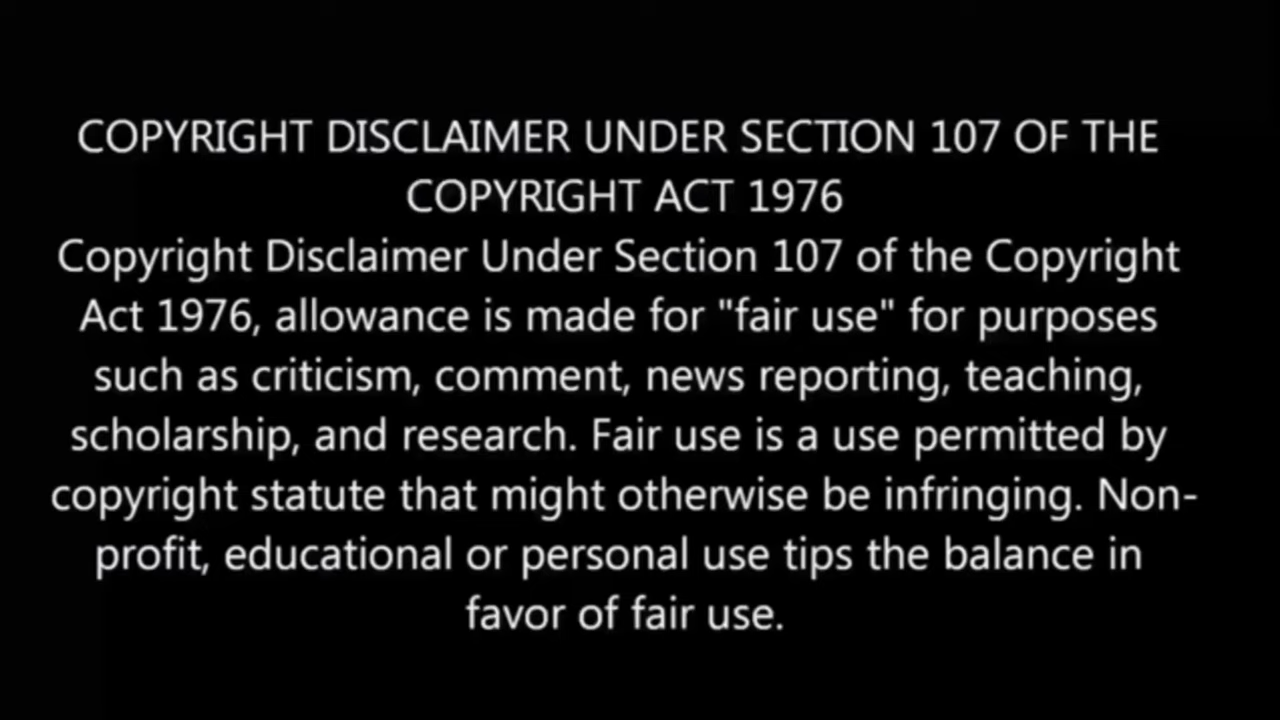 COPYRIGHT DISCLAIMER UNDER SECTION 107 OF THE
COPYRIGHT ACT 1976
Copyright Disclaimer Under Section 107 of the Copyright
Act 1976, allowance is made for "fair use" for purposes
such as criticism, comment, news reporting, teaching,
scholarship, and research. Fair use is a use permitted by
copyright statute that might otherwise be infringing. Non-
profit, educational or personal use tips the balance in
favor of fair use.